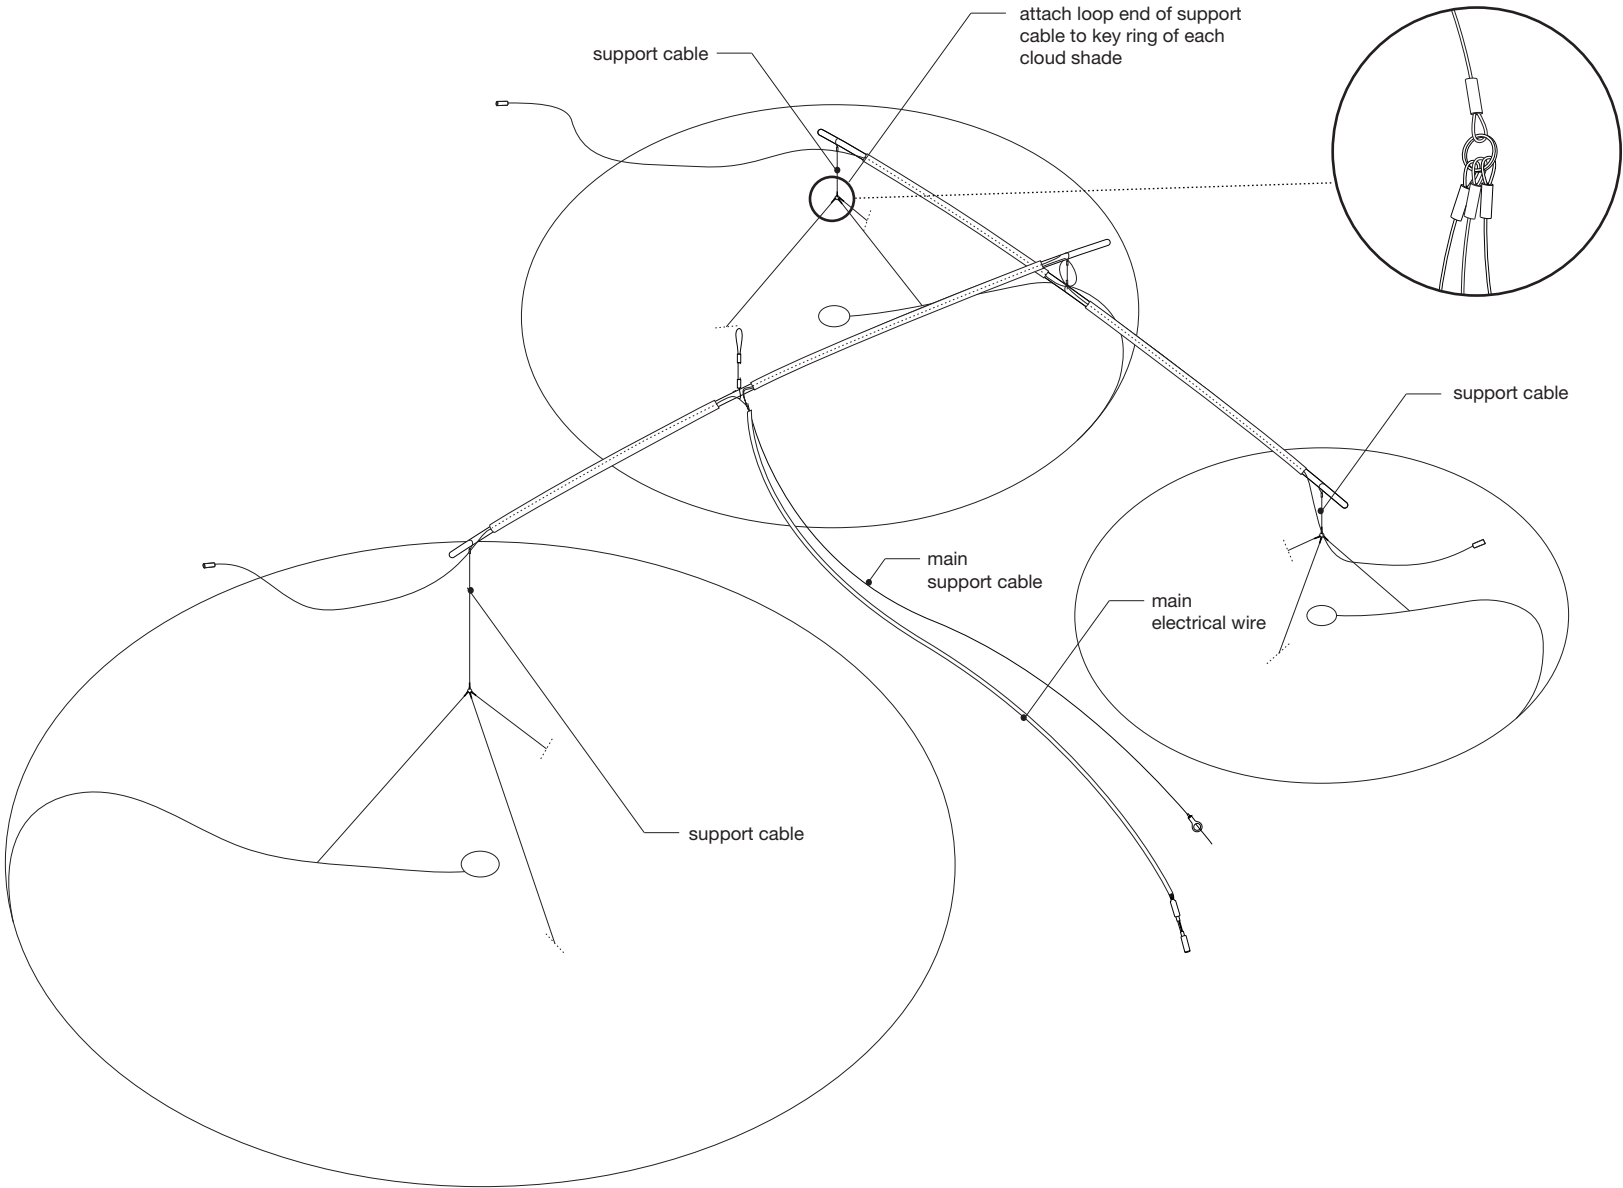 attach loop end of support
cable to key ring of each
cloud shade
support cable
support cable
main
support cable
main
electrical wire
support cable